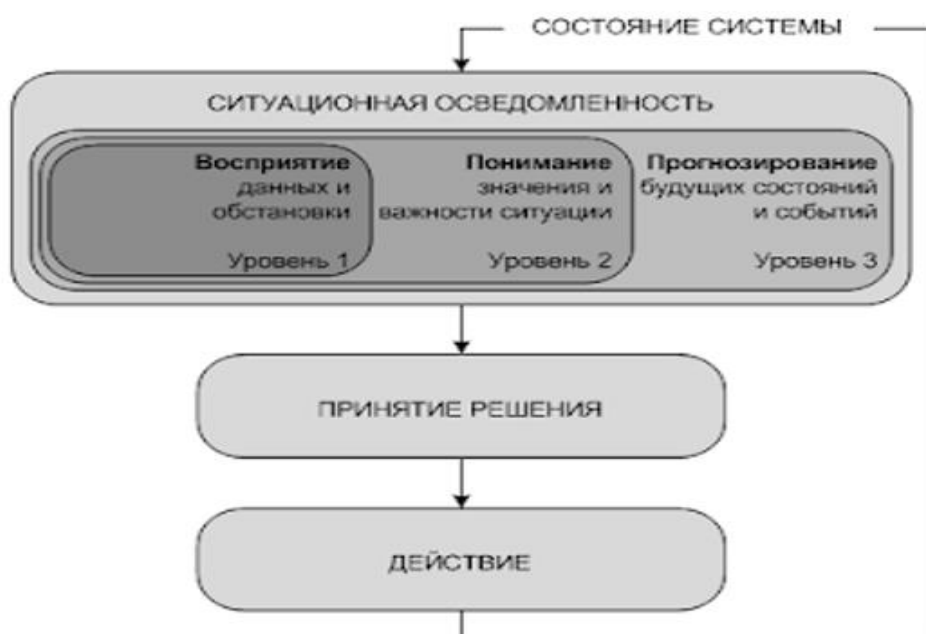 СОСТОЯНИЕ СИСТЕМЫ
СИТУАЦИОННАЯ ОСВЕДОМЛЕННОСТЬ
Восприятие
данных и
обстановки
Уровень 1
Понимание
значения и
важности ситуации
Уровень 2
Прогнозирование
будущих состояний
и событий
Уровень 3
ПРИНЯТИЕ РЕШЕНИЯ
ДЕЙСТВИЕ